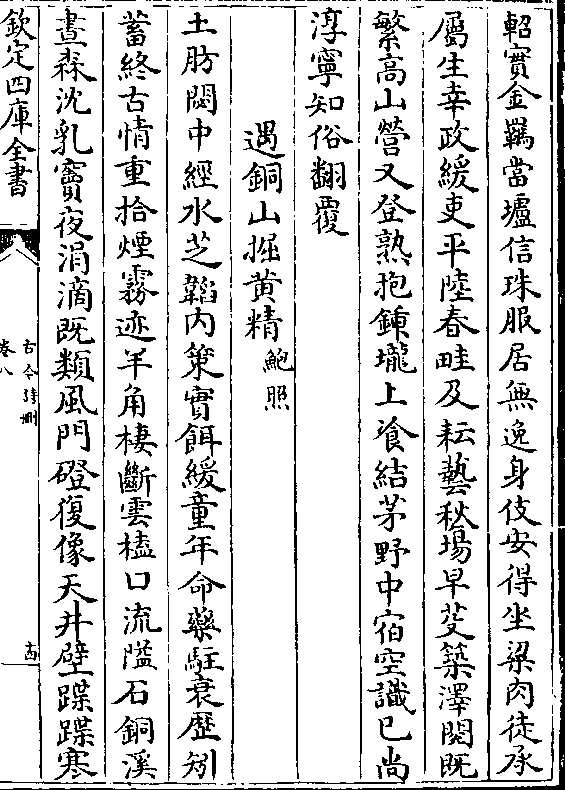 軺實金羈當壚信珠服居無逸身伎安得坐粱肉徒承
屬生幸政緩吏平陸春畦及耘藝秋場早芟築澤閱既
繁高山營又登熟抱鍤壠上飡結茅野中宿空識已尚
淳寧知俗翻覆
遇銅山掘黄精鮑照
土肪閟中經水芝韜内策寳餌緩童年命藥駐衰歴矧
蓄終古情重拾煙霧迹羊角棲斷雲榼口流隘石銅溪
晝森沈乳竇夜涓滴既類風門磴復像天井壁蹀蹀寒
欽定四庫全書
古今詩刪
卷八